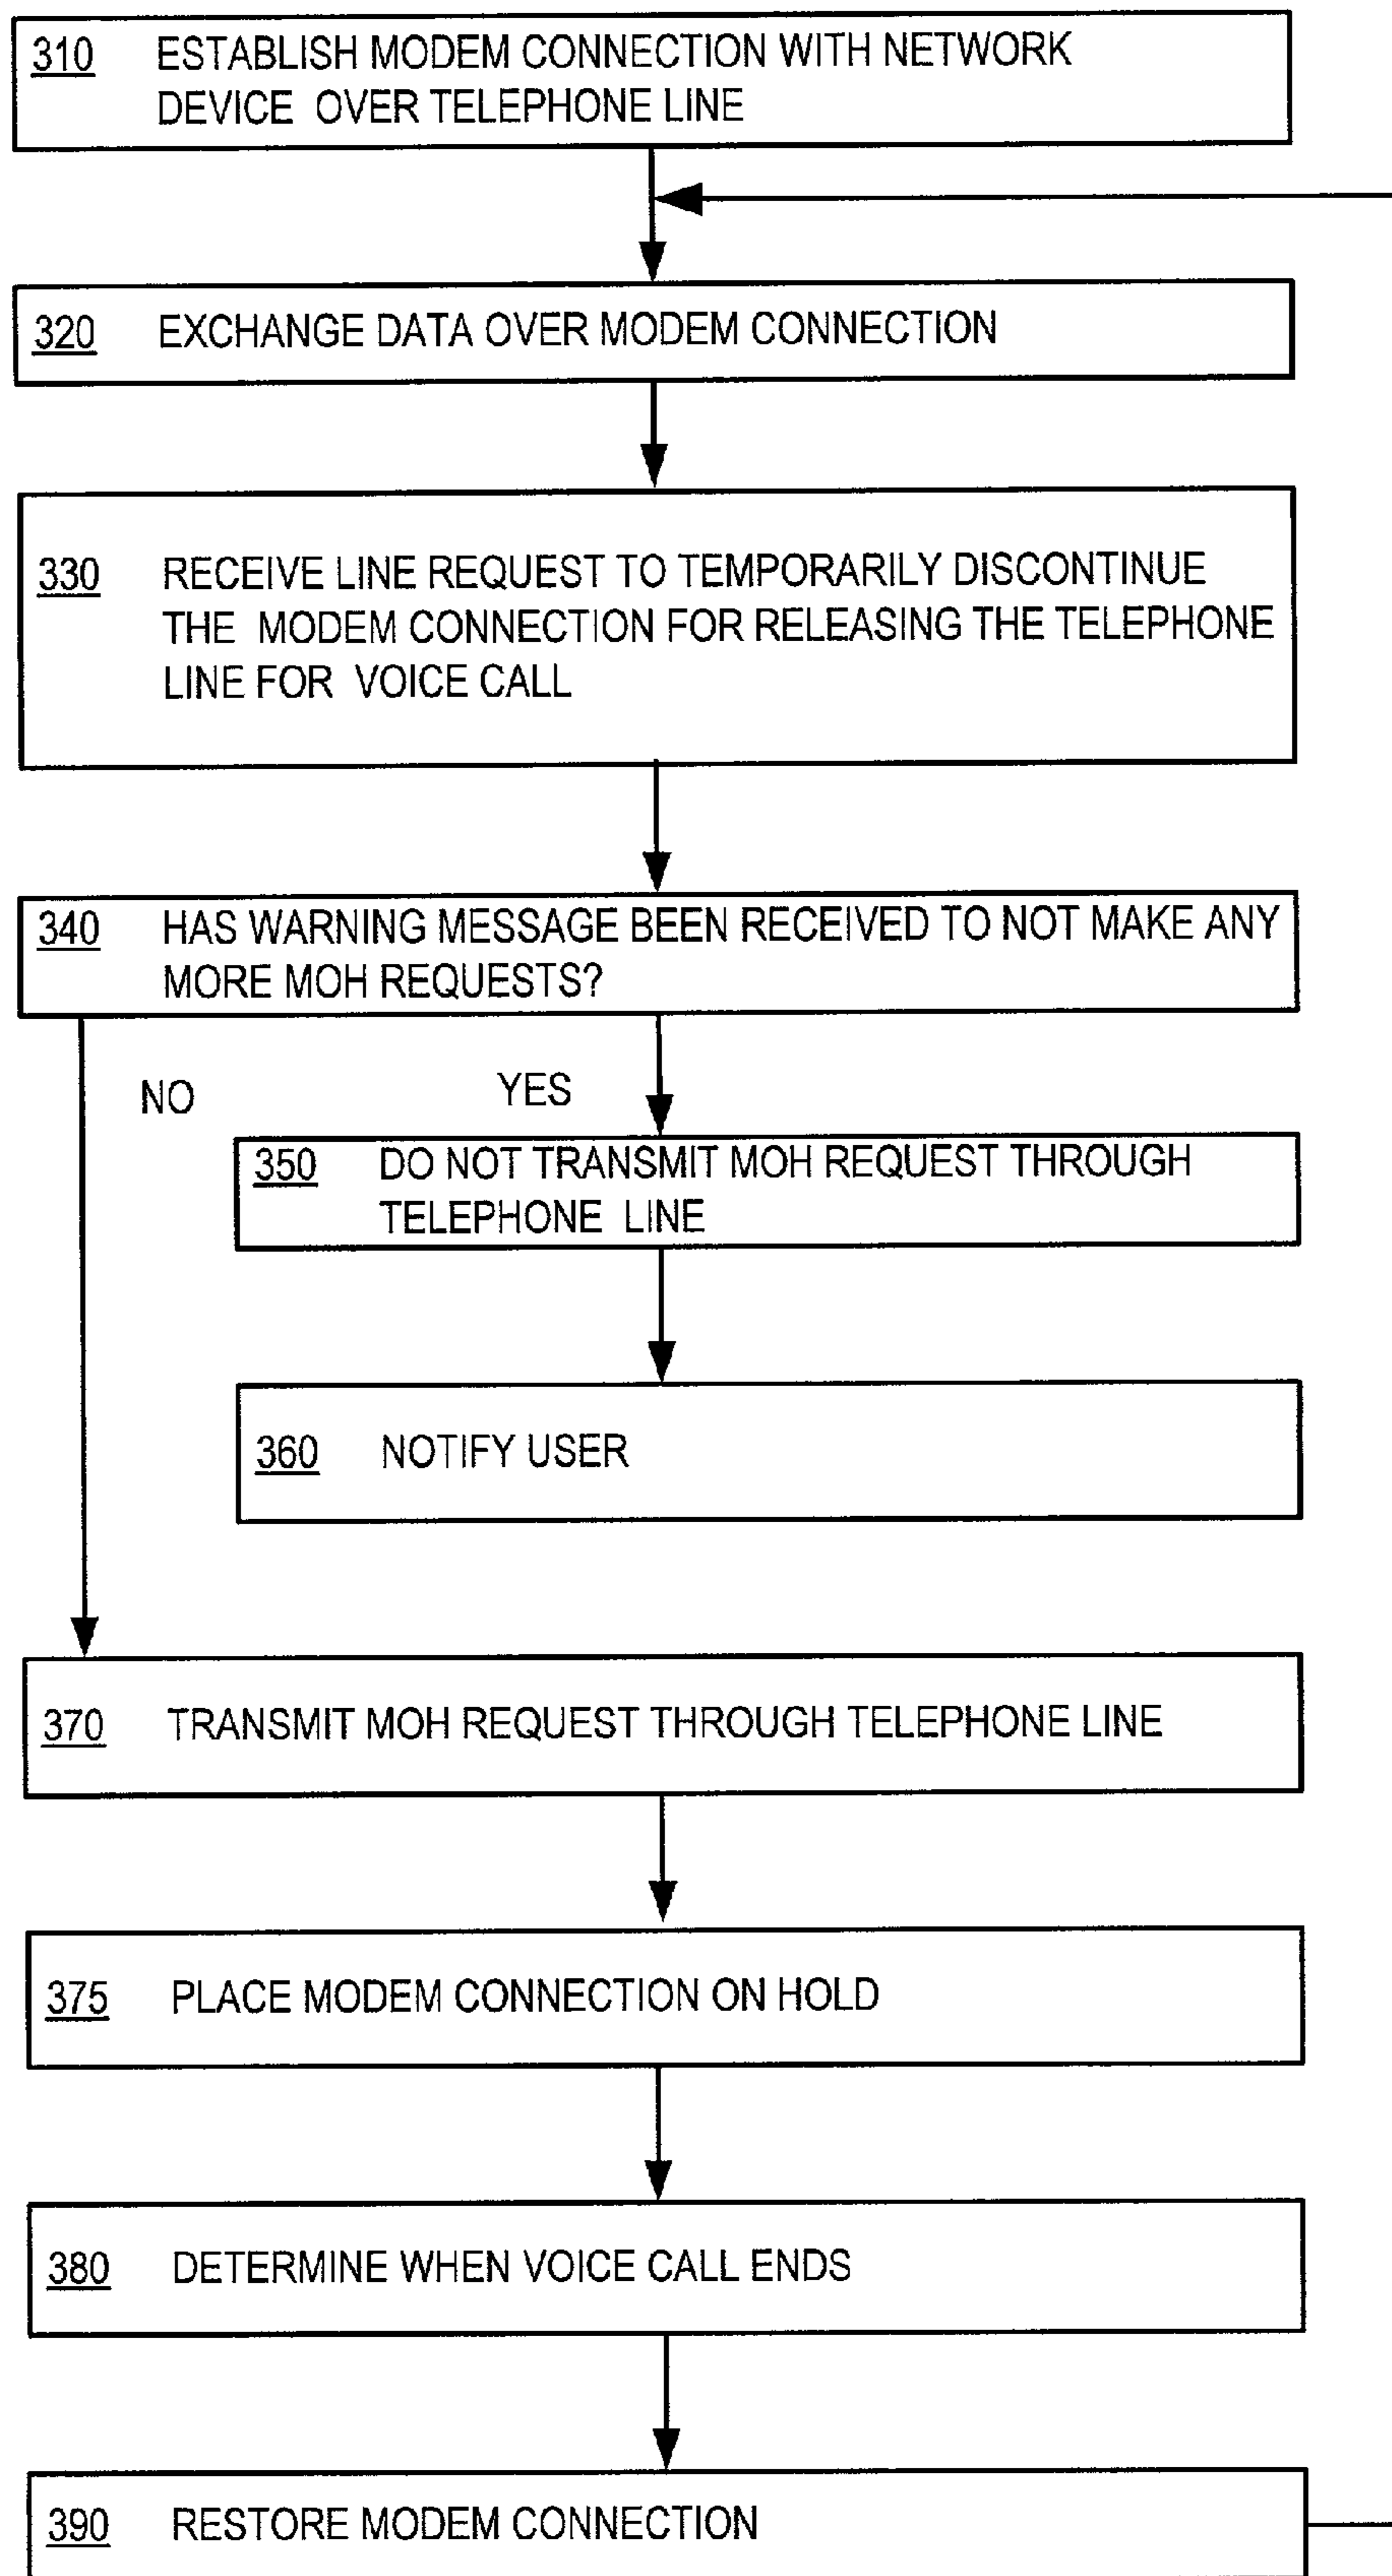 310 ESTABLISH MODEM CONNECTION WITH NETWORK
DEVICE OVER TELEPHONE LINE
320 EXCHANGE DATA OVER MODEM CONNECTION
330 RECEIVE LINE REQUEST TO TEMPORARILY DISCONTINUE
THE MODEM CONNECTION FOR RELEASING THE TELEPHONE
LINE FOR VOICE CALL
340 HAS WARNING MESSAGE BEEN RECEIVED TO NOT MAKE ANY
MORE MOH REQUESTS?
NO YES
350 DO NOT TRANSMIT MOH REQUEST THROUGH
TELEPHONE LINE
360 NOTIFY USER
370 TRANSMIT MOH REQUEST THROUGH TELEPHONE LINE
375 PLACE MODEM CONNECTION ON HOLD
380 DETERMINE WHEN VOICE CALL ENDS
390 RESTORE MODEM CONNECTION